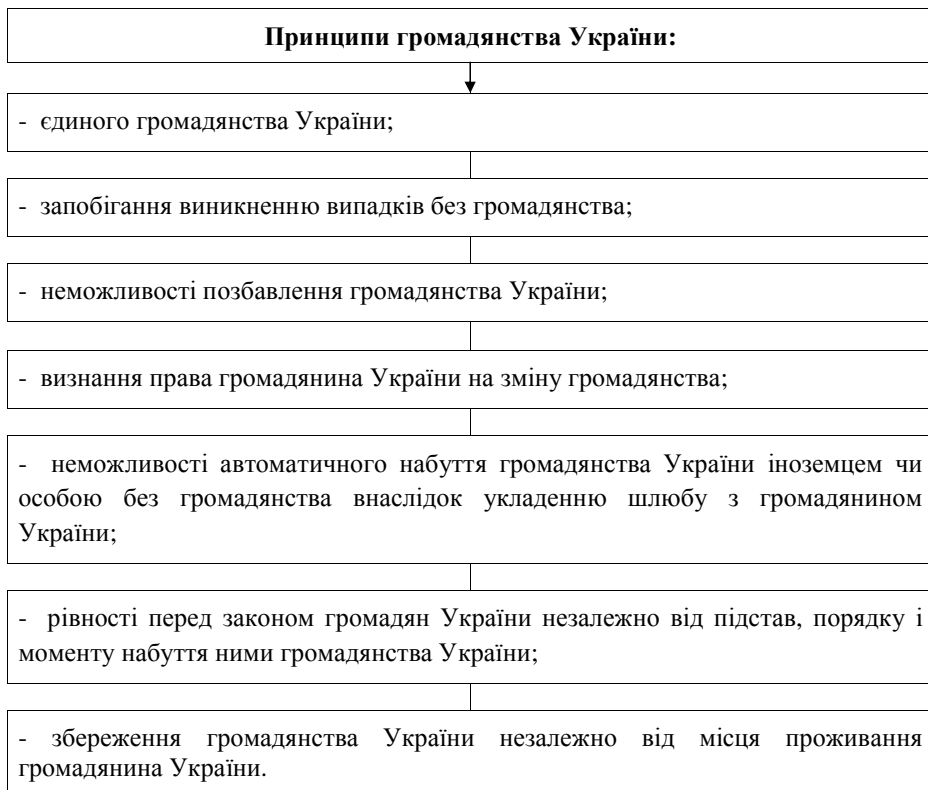 Принципи громадянства України:
- єдиного громадянства України;
- запобігання виникненню випадків без громадянства;
- неможливості позбавлення громадянства України;
- визнання права громадянина України на зміну громадянства;
- неможливості автоматичного набуття громадянства України іноземцем чи
особою без громадянства внаслідок укладенню шлюбу з громадянином
України;
- рівності перед законом громадян України незалежно від підстав, порядку і
моменту набуття ними громадянства України;
- збереження громадянства України незалежно від місця проживання
громадянина України.